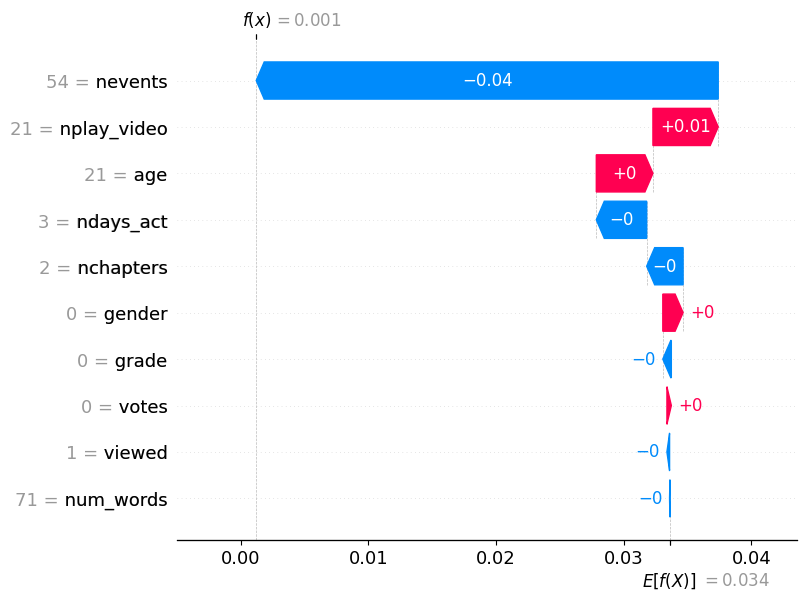 f(x) = 0.001
54 = nevents
−0.04
21 = nplay_video
+0.01
21 = age
+0
3 = ndays_act
−0
2 = nchapters
−0
0 = gender
+0
0 = grade
−0
0 = votes
+0
1 = viewed
−0
71 = num_words
−0
0.00 0.01 0.02 0.03 0.04
E[f(X)] = 0.034